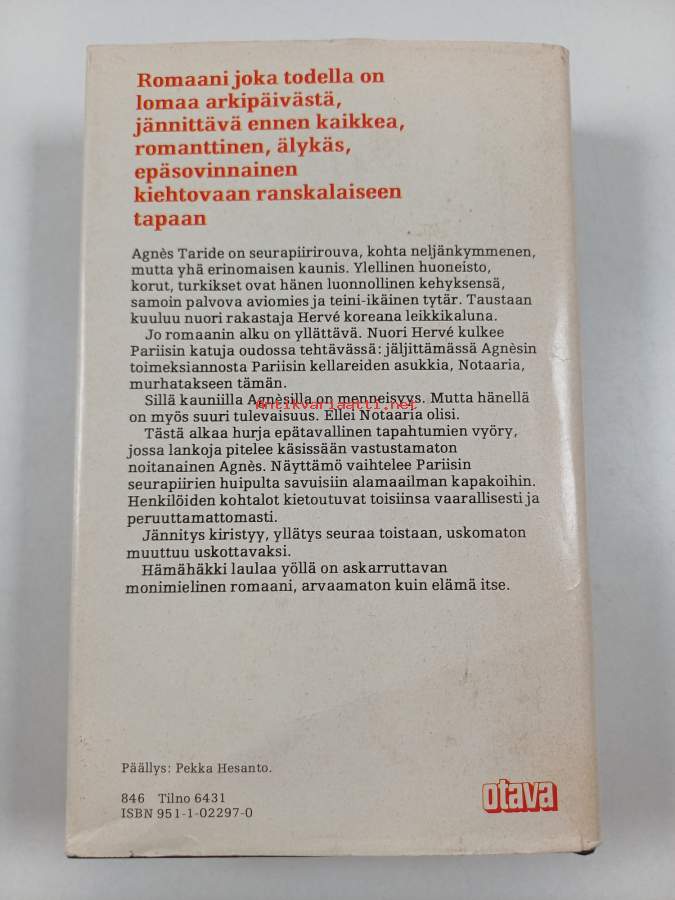 Romaani joka todella on
lomaa arkipäivästä,
jännittävä ennen kaikkea,
romanttinen, älykäs,
epäsovinnainen
kiehtovaan ranskalaiseen
tapaan
Agnès Taride on seurapiirirouva, kohta neljänkymmenen,
mutta yhä erinomaisen kaunis. Ylellinen huoneisto,
korut, turkikset ovat hänen luonnollinen kehyksensä,
samoin palvova aviomies ja teini-ikäinen tytär. Taustaan
kuuluu nuori rakastaja Hervé koreana leikkikaluna.
Jo romaanin alku on yllättävä. Nuori Hervé kulkee
Pariisin katuja oudossa tehtävässä: jäljittämässä Agnèsin
toimeksiannosta Pariisin kellareiden asukkia, Notaaria,
murhatakseen tämän.
Sillä kauniilla Agnèsilla on menneisyys. Mutta hänellä
on myös suuri tulevaisuus. Ellei Notaaria olisi.
Antikvariaatti.net
Tästä alkaa hurja epätavallinen tapahtumien vyöry,
jossa lankoja pitelee käsissään vastustamaton
noitanainen Agnès. Näyttämö vaihtelee Pariisin
seurapiirien huipulta savuisiin alamaailman kapakoihin.
Henkilöiden kohtalot kietoutuvat toisiinsa vaarallisesti ja
peruuttamattomasti.
Jännitys kiristyy, yllätys seuraa toistaan, uskomaton
muuttuu uskottavaksi.
Hämähäkki laulaa yöllä on askarruttavan
monimielinen romaani, arvaamaton kuin elämä itse.
Päällys: Pekka Hesanto.
846 Tilno 6431
ISBN 951-1-02297-0
otava